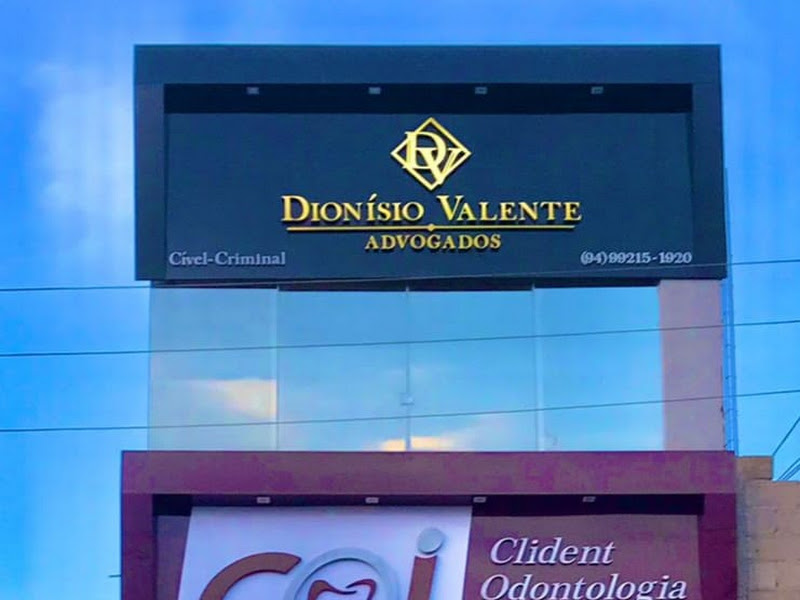 DV
DIONÍSIO VALENTE
ADVOGADOS
Cível-Criminal (94)99215-1920
Clident
Odontologia